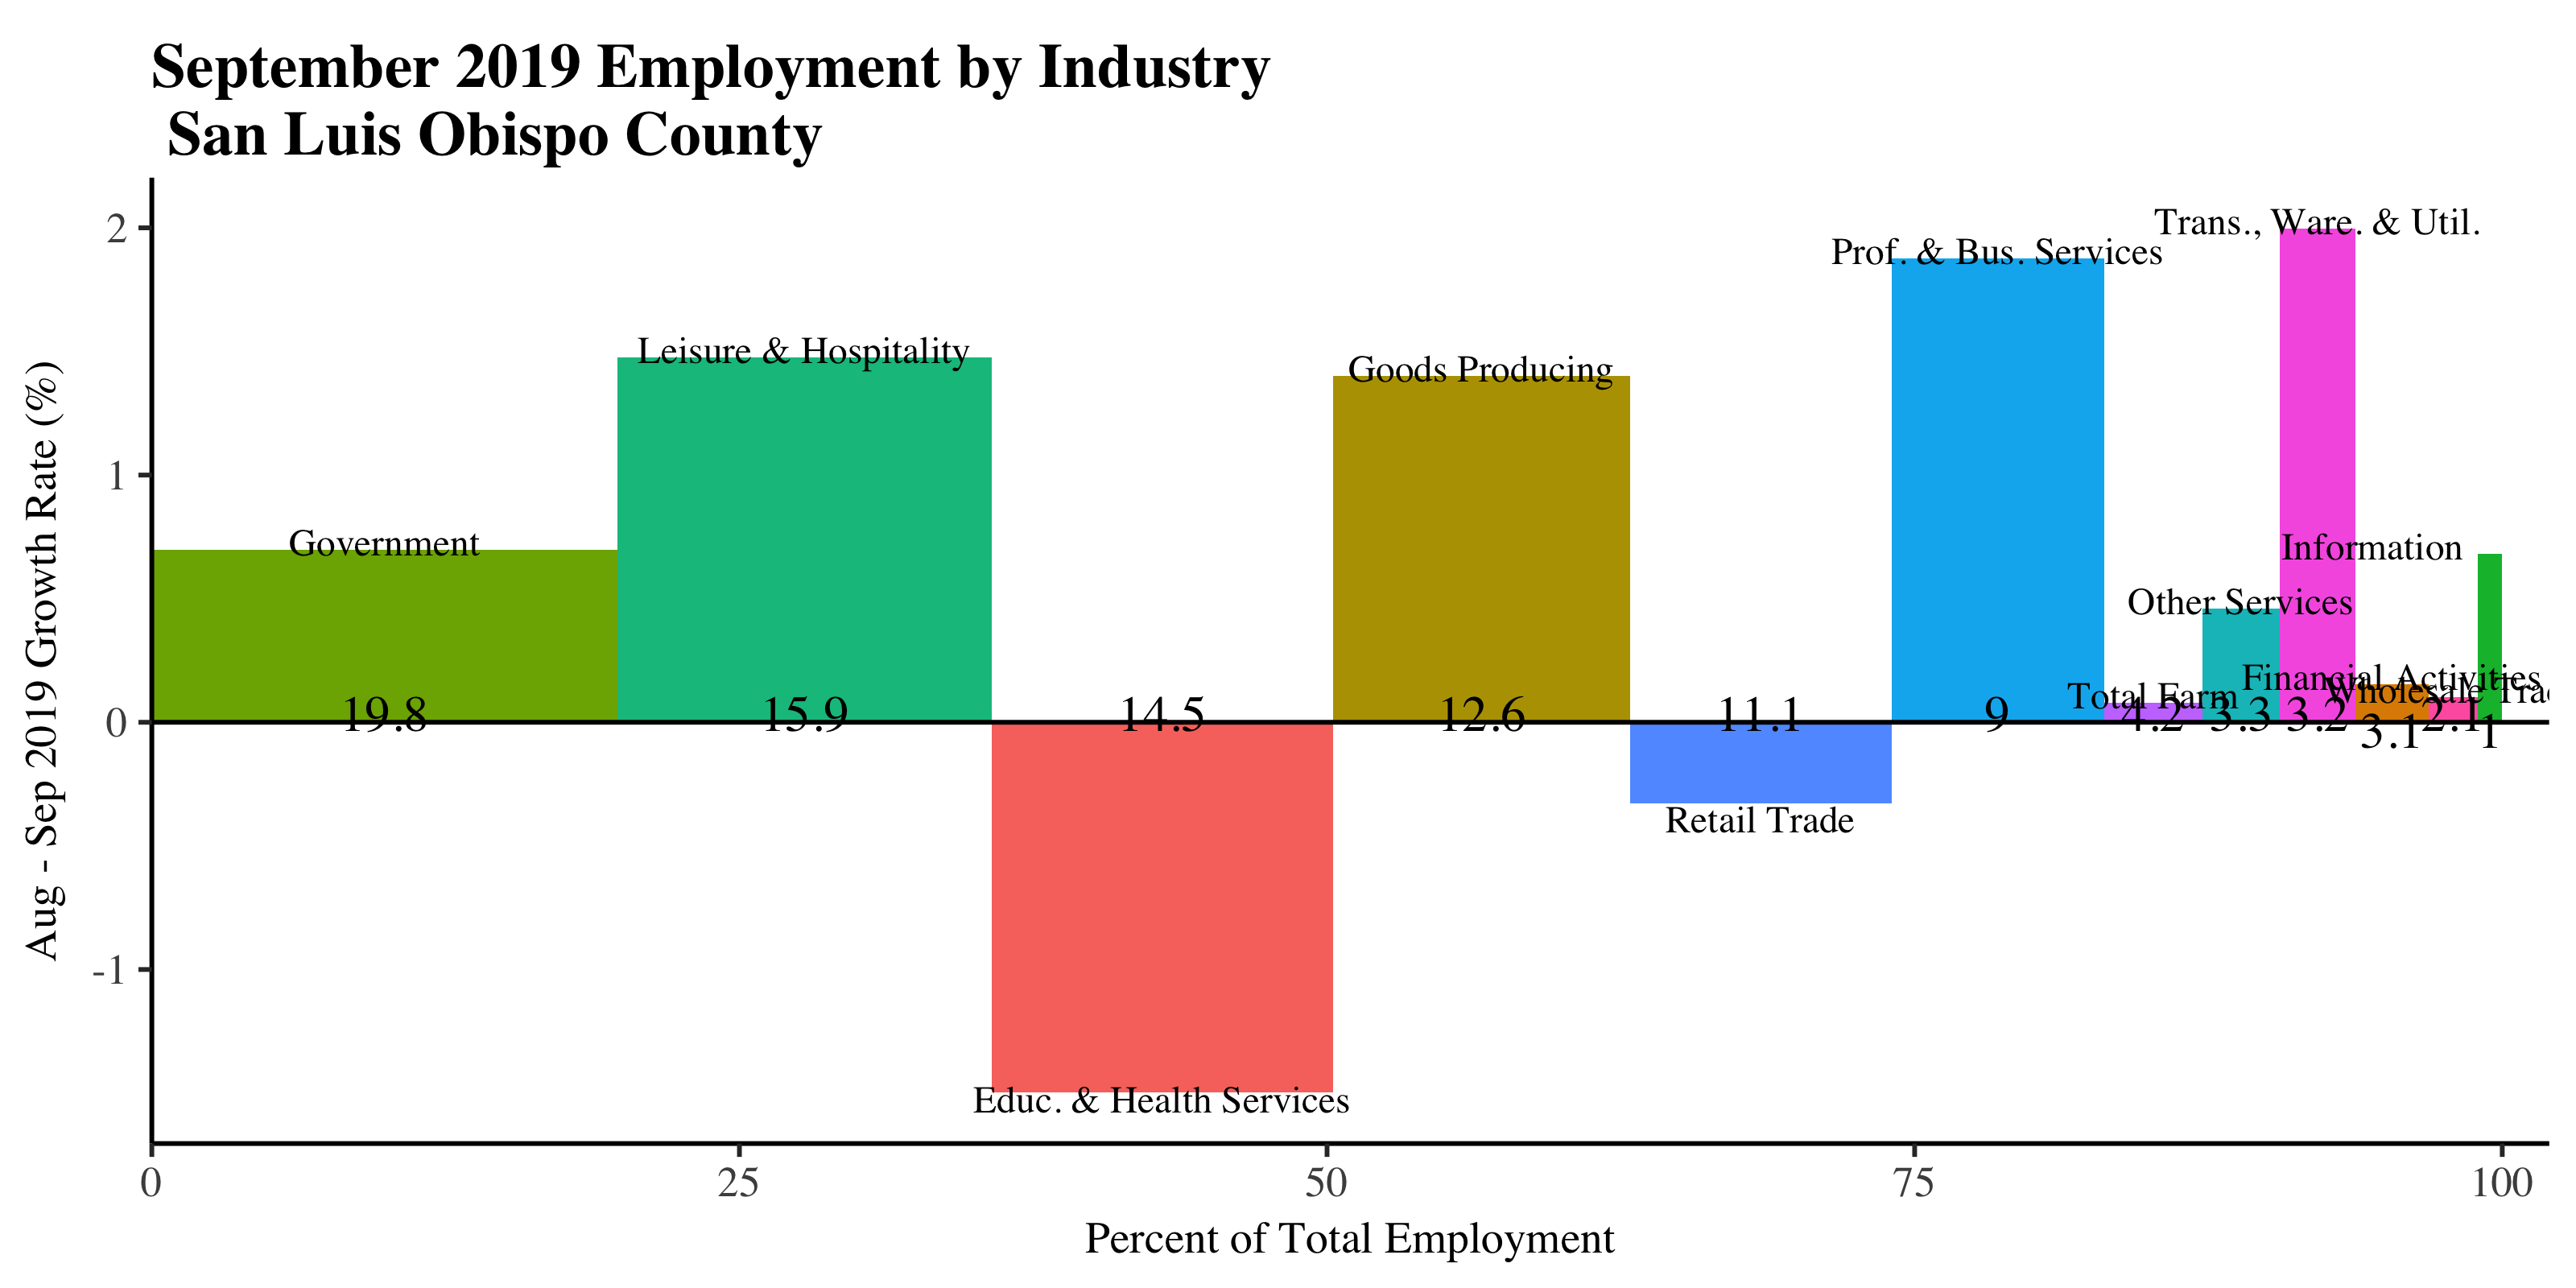 September 2019 Employment by Industry
San Luis Obispo County
Aug - Sep 2019 Growth Rate (%)
2
1
0
-1
Trans., Ware. & Util.
Prof. & Bus. Services
Leisure & Hospitality
Goods Producing
Government
Information
Other Services
Financial Activities
Total Farm
Wholesale
19.8
15.9
14.5
12.6
11.1
9
4.2
3.3
3.2
3.1
2.1
1
Retail Trade
Educ. & Health Services
0
25
50
75
100
Percent of Total Employment